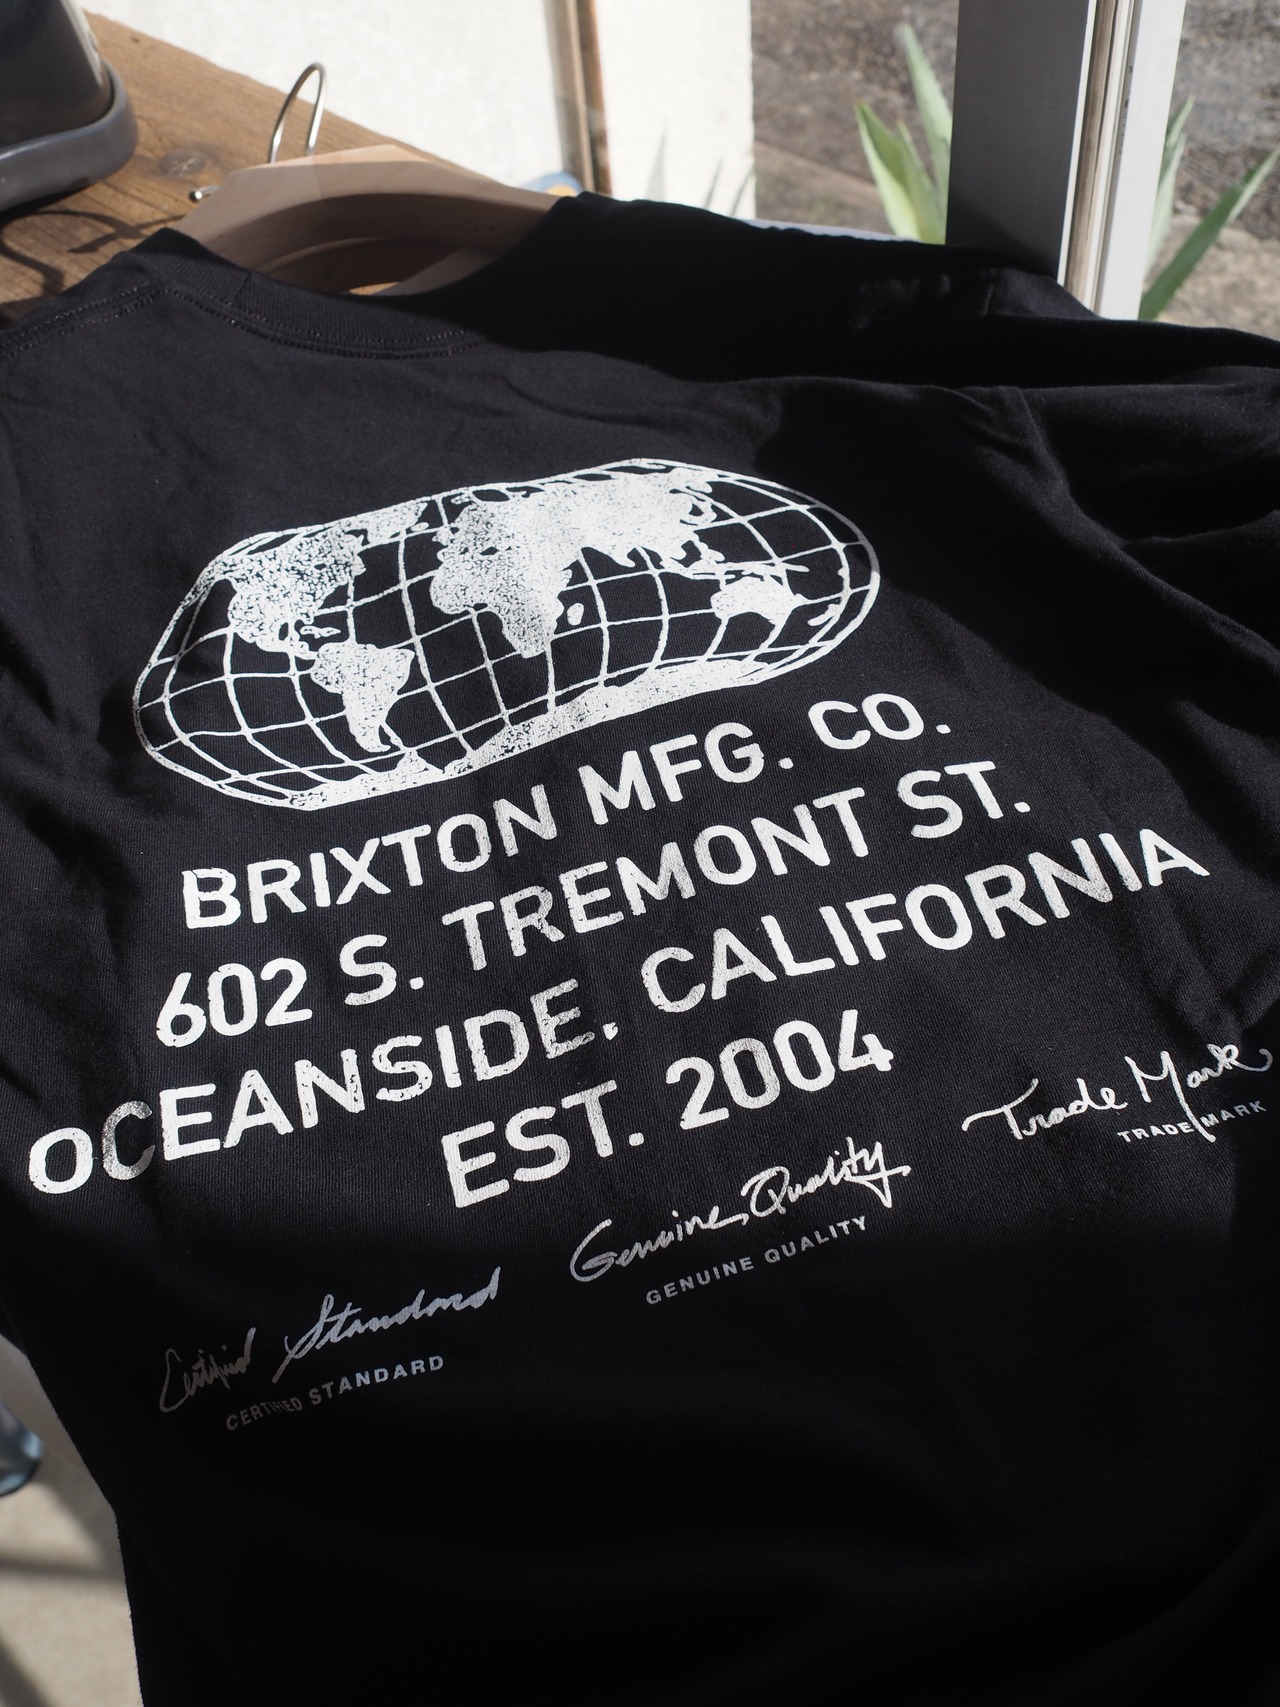 BRIXTON MFG. CO.
602 S. TREMONT ST.
OCEANSIDE, CALIFORNIA
EST. 2004
Certified Standard
CERTIFIED STANDARD
Genuine Quality
GENUINE QUALITY
Trade Mark
TRADE MARK